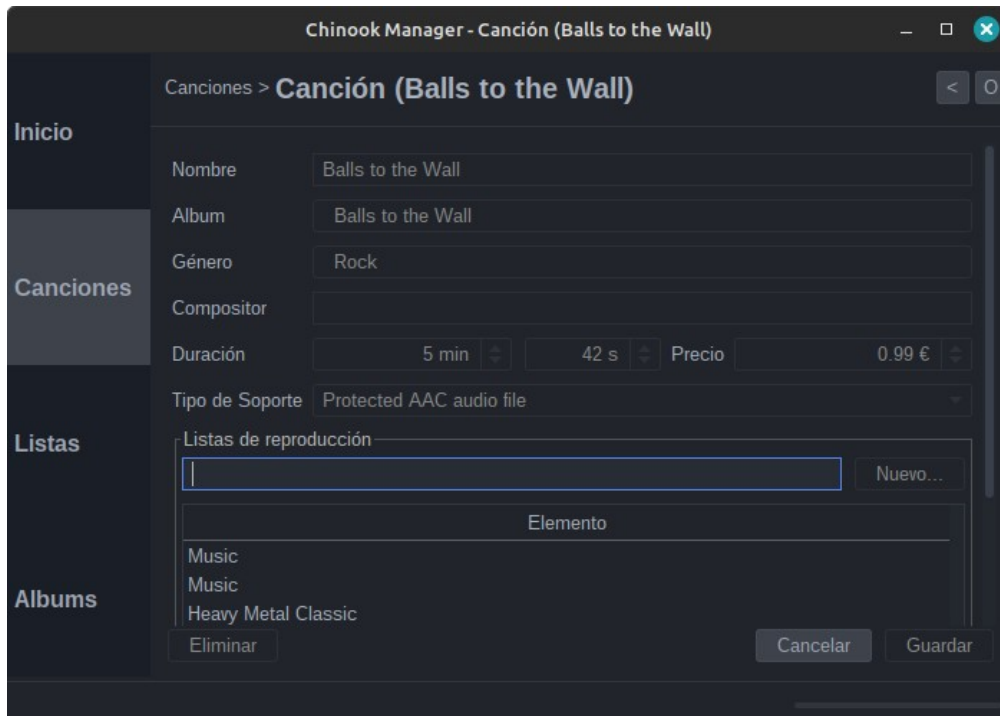 Chinook Manager - Canción (Balls to the Wall)
Canciones > Canción (Balls to the Wall)
<
Inicio
Canciones
Listas
Albums
Nombre Balls to the Wall
Album Balls to the Wall
Género Rock
Compositor
Duración 5 min 42 s Precio 0.99 €
Tipo de Soporte Protected AAC audio file
Listas de reproducción
Nuevo...
Elemento
Music
Music
Heavy Metal Classic
Eliminar Cancelar Guardar